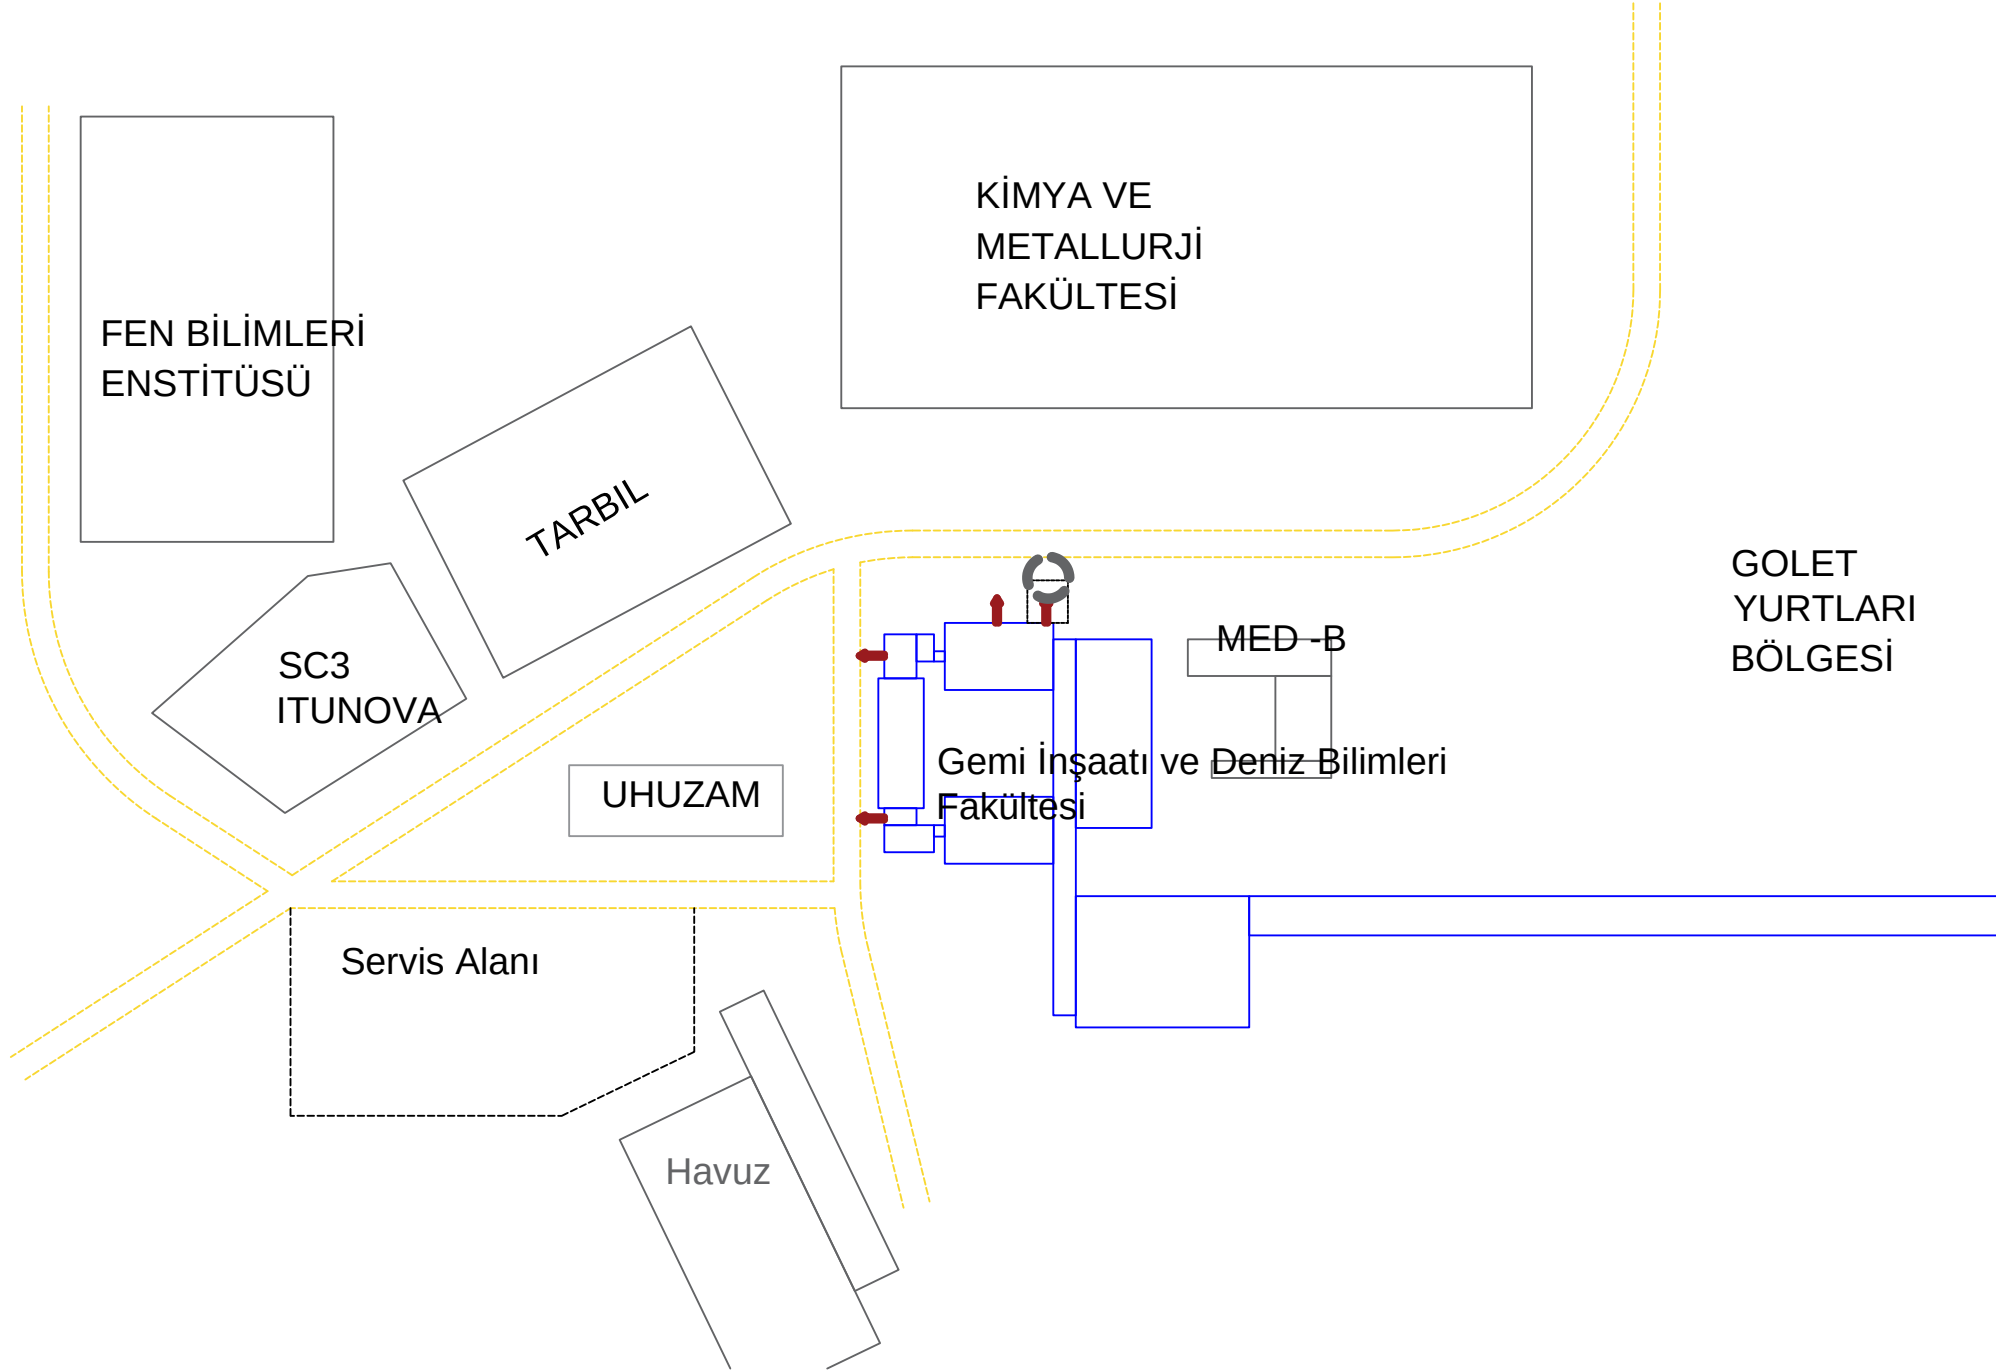 KİMYA VE
METALLURJİ
FAKÜLTESİ
FEN BİLİMLERİ
ENSTİTÜSÜ
TARBIL
GOLET
YURTLARI
BÖLGESİ
SC3
ITUNOVA
MED -B
UHUZAM
Gemi İnşaatı ve Deniz Bilimleri
Fakültesi
Servis Alanı
Havuz